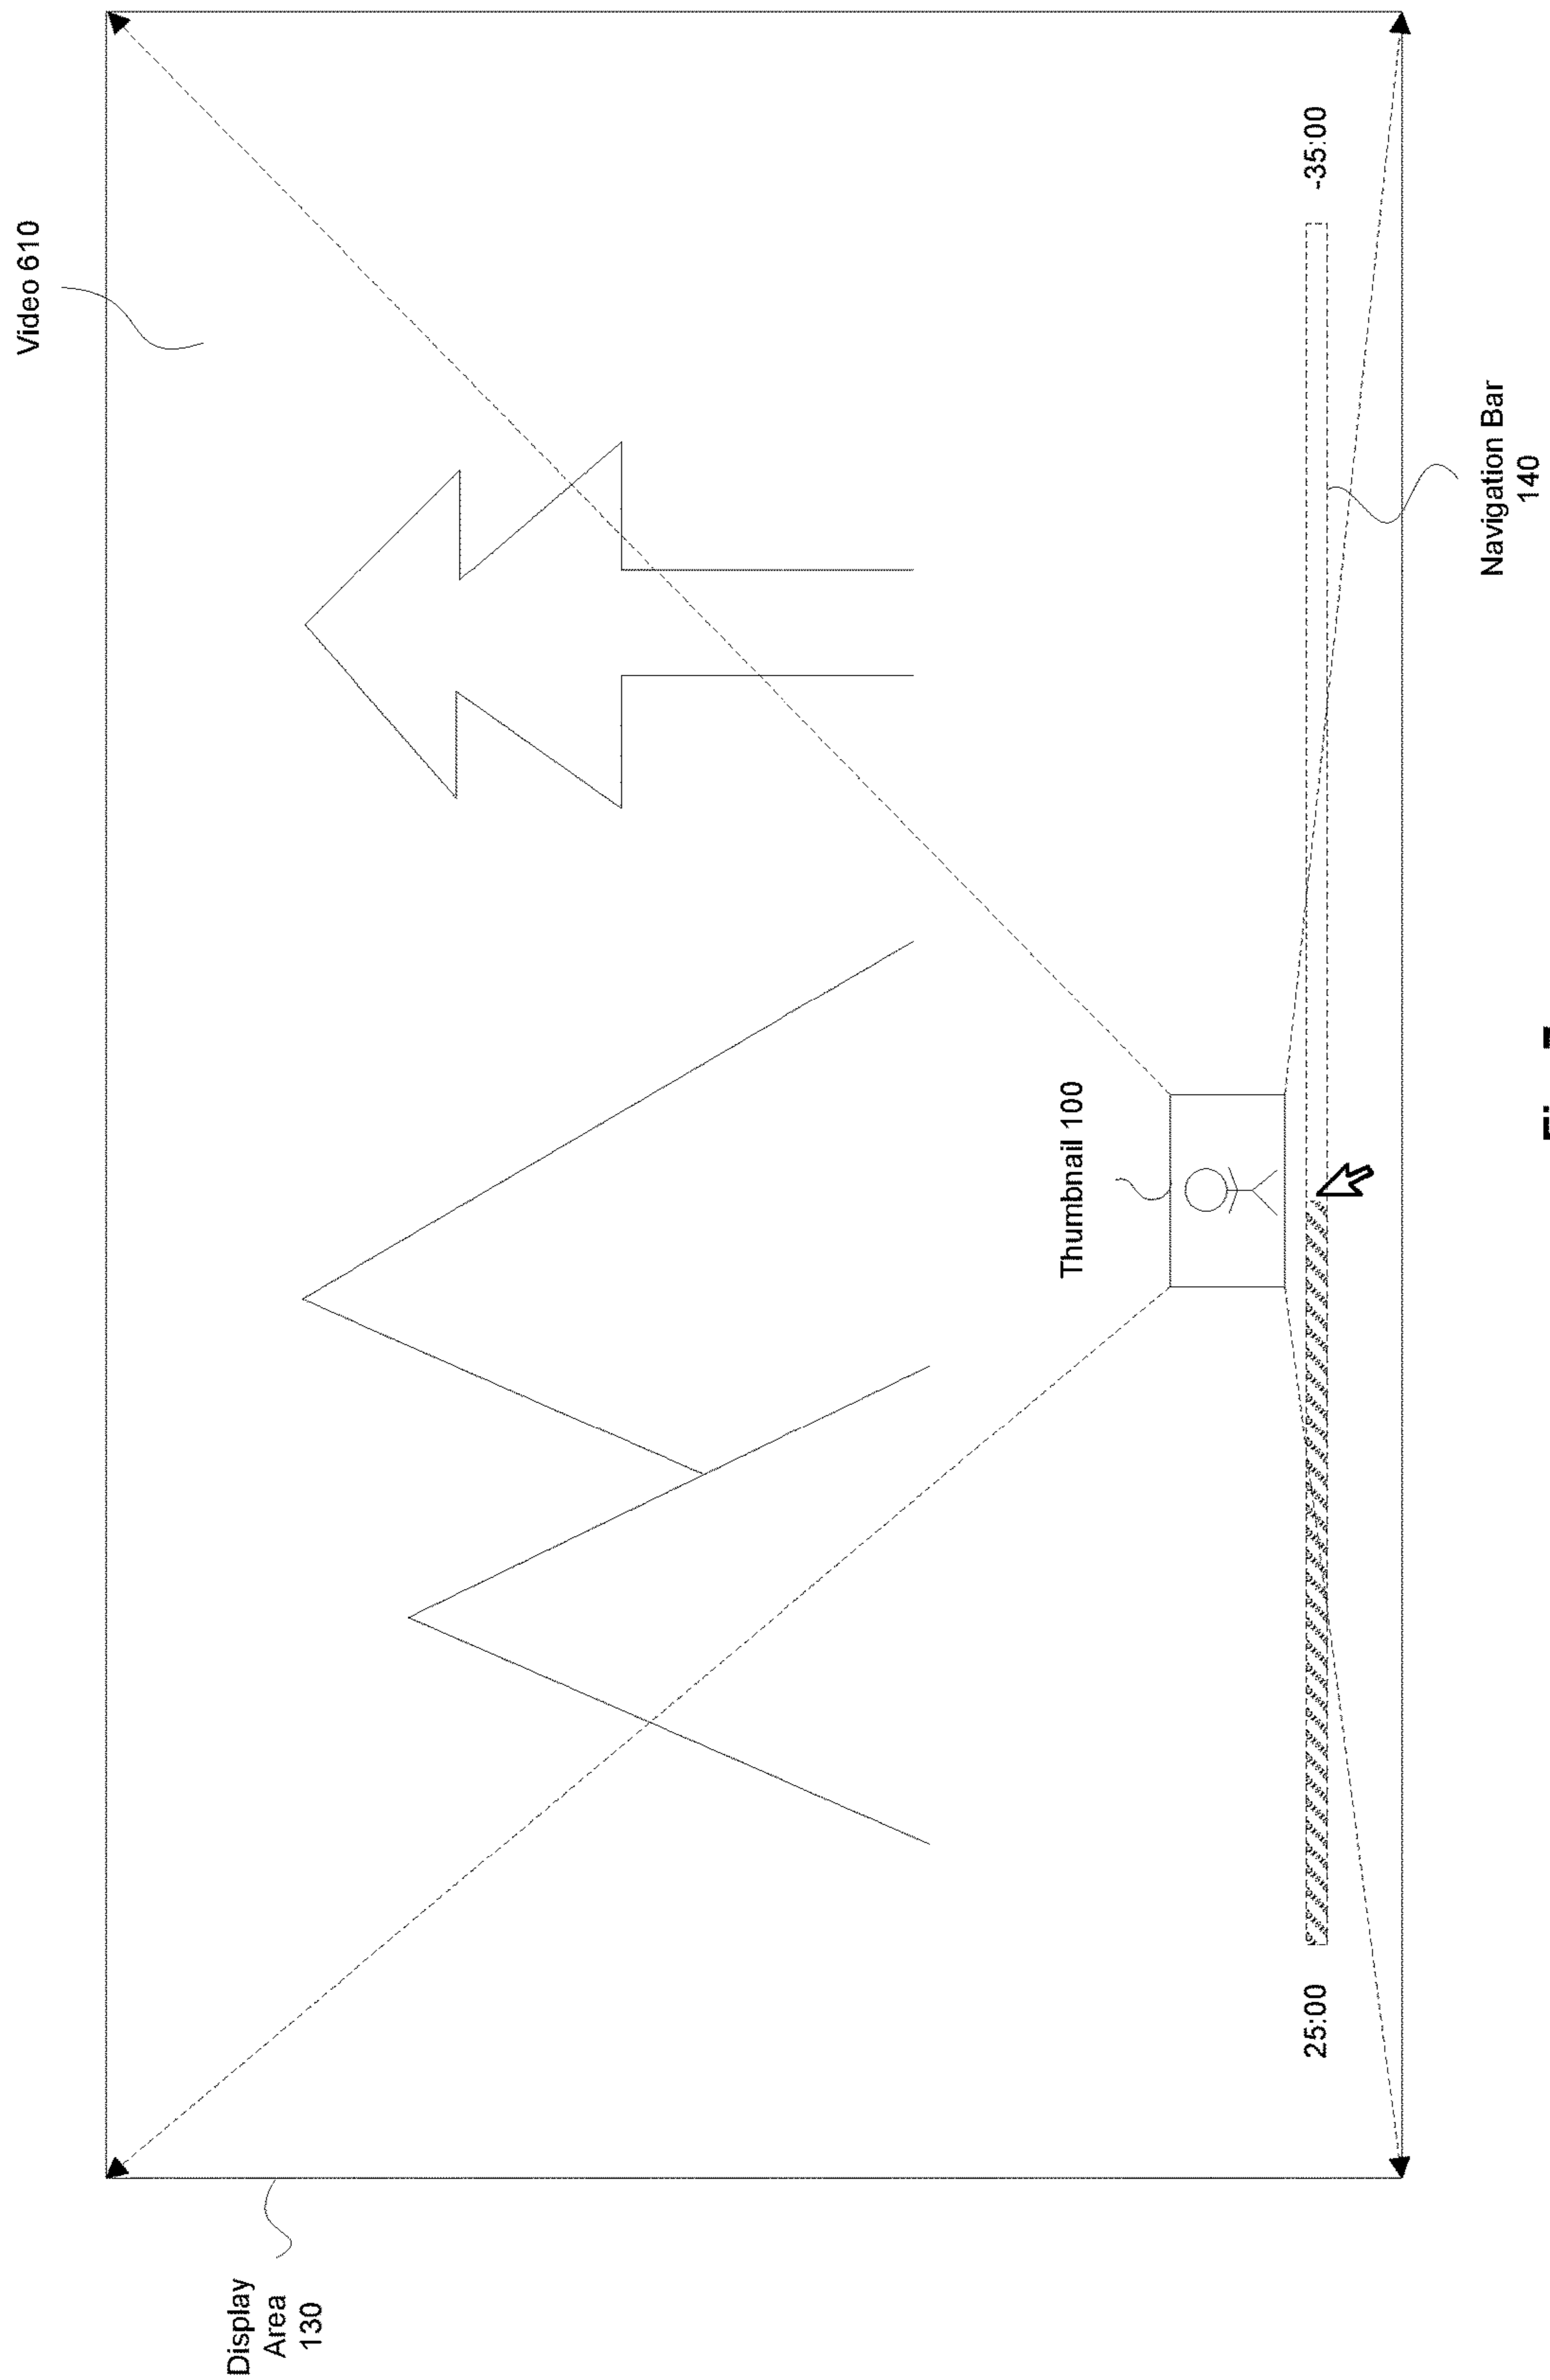 Video 610
Display
Area
130
Thumbnail 100
25:00
-35:00
Navigation Bar
140